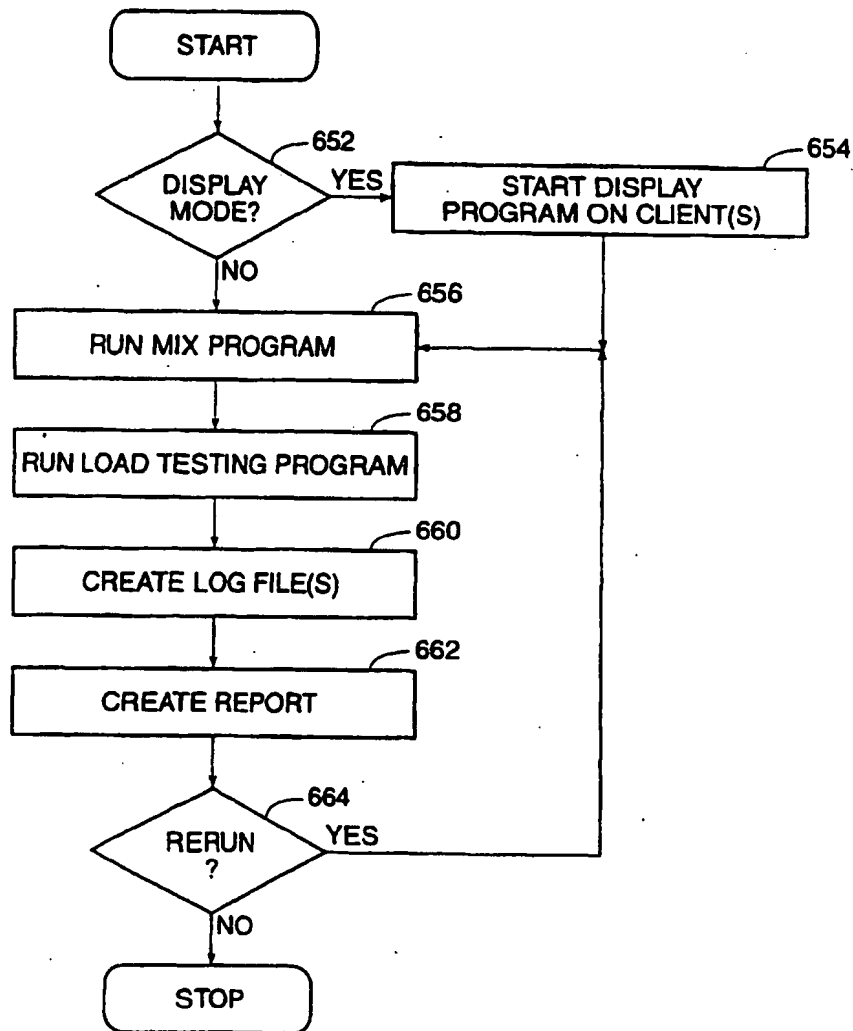 START
652
DISPLAY
MODE?
YES
654
START DISPLAY
PROGRAM ON CLIENT(S)
NO
656
RUN MIX PROGRAM
658
RUN LOAD TESTING PROGRAM
660
CREATE LOG FILE(S)
662
CREATE REPORT
664
RERUN
?
YES
NO
STOP